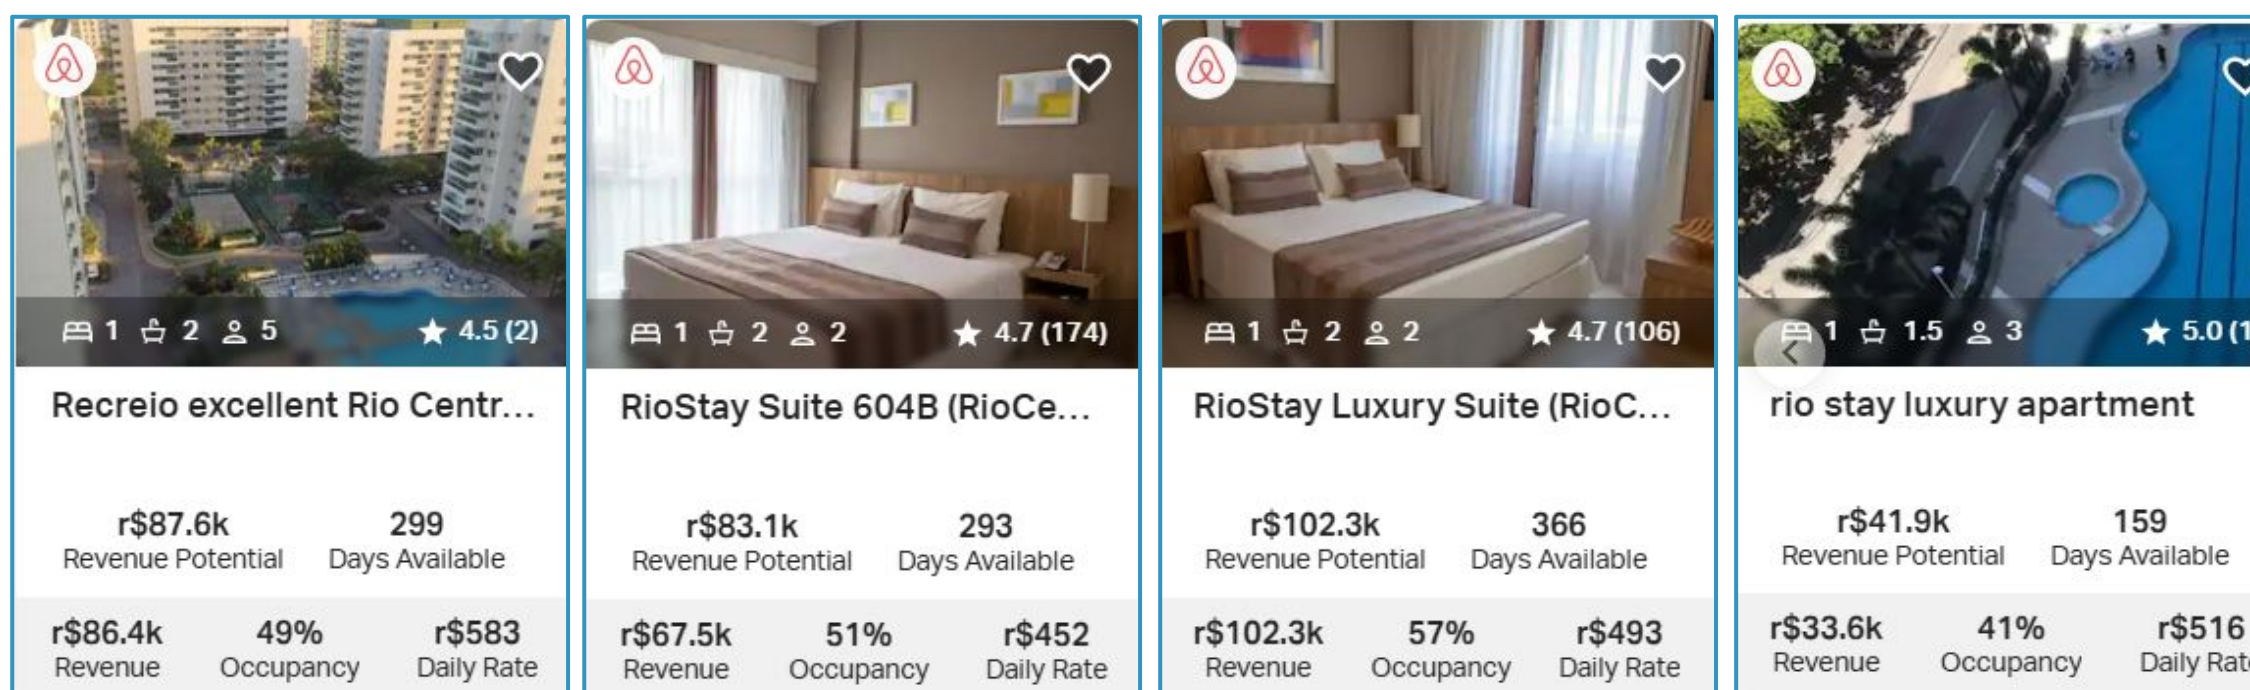 1 2 5 4.5 (2)
Recreio excellent Rio Centr...
r$87.6k 299
Revenue Potential Days Available
r$86.4k 49% r$583
Revenue Occupancy Daily Rate
1 2 2 4.7 (174)
RioStay Suite 604B (RioCe...
r$83.1k 293
Revenue Potential Days Available
r$67.5k 51% r$452
Revenue Occupancy Daily Rate
1 2 2 4.7 (106)
RioStay Luxury Suite (RioC...
r$102.3k 366
Revenue Potential Days Available
r$102.3k 57% r$493
Revenue Occupancy Daily Rate
1 1.5 3 5.0 (1
rio stay luxury apartment
r$41.9k 159
Revenue Potential Days Available
r$33.6k 41% r$516
Revenue Occupancy Daily Rat